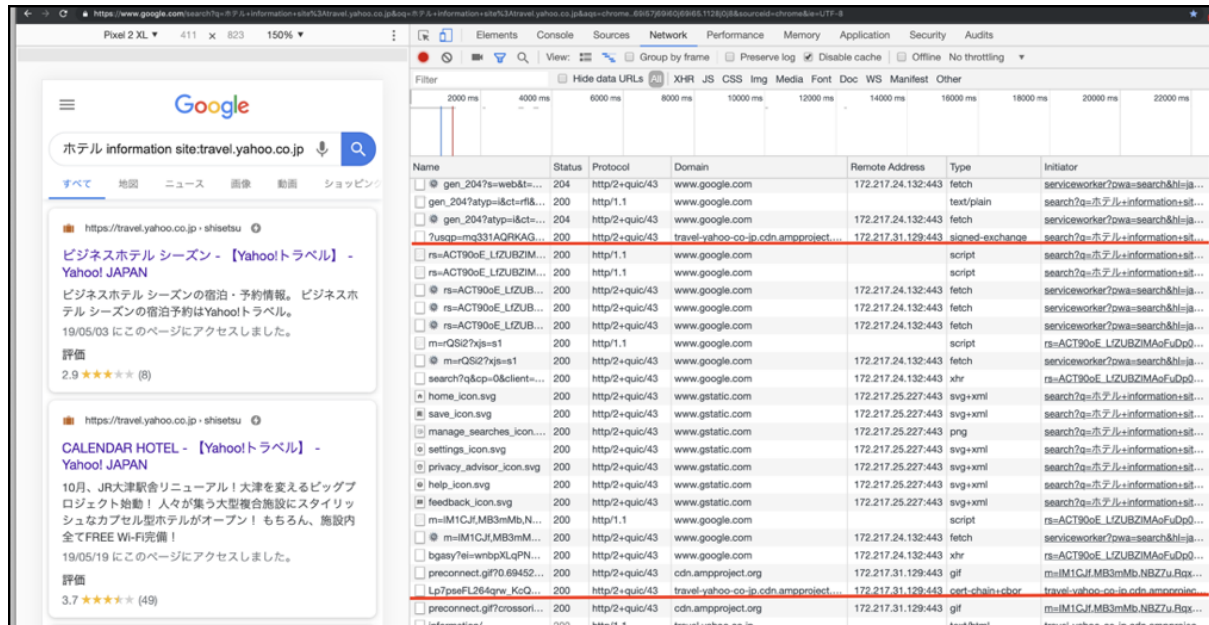 https://www.google.com/search?q=ホテル+information+site%3Atravel.yahoo.co.jp&oq=ホテル+information+site%3Atravel.yahoo.co.jp&aqs=chrome..69i57j69i60j69i65.1128j0j8&sourceid=chrome&ie=UTF-8
Pixel 2 XL ▼ 411 x 823 150% ▼
Elements Console Sources Network Performance Memory Application Security Audits
View: Group by frame Preserve log Disable cache Offline No throttling ▼
Filter Hide data URLs All XHR JS CSS Img Media Font Doc WS Manifest Other
2000 ms 4000 ms 6000 ms 8000 ms 10000 ms 12000 ms 14000 ms 16000 ms 18000 ms 20000 ms 22000 ms
Google
ホテル information site:travel.yahoo.co.jp
すべて 地図 ニュース 画像 動画 ショッピング
https://travel.yahoo.co.jp › shisetsu
ビジネスホテル シーズン - 【Yahoo!トラベル】 -
Yahoo! JAPAN
ビジネスホテル シーズンの宿泊・予約情報。 ビジネスホ
テル シーズンの宿泊予約はYahoo!トラベル。
19/05/03 にこのページにアクセスしました。
評価
2.9 ★★★★★ (8)
https://travel.yahoo.co.jp › shisetsu
CALENDAR HOTEL - 【Yahoo!トラベル】 -
Yahoo! JAPAN
10月、JR大津駅舎リニューアル！大津を変えるビッグプ
ロジェクト始動！ 人々が集う大型複合施設にスタイリッ
シュなカプセル型ホテルがオープン！ もちろん、施設内
全てFREE Wi-Fi完備！
19/05/19 にこのページにアクセスしました。
評価
3.7 ★★★★★ (49)
Name Status Protocol Domain Remote Address Type Initiator
gen_204?s=web&t=... 204 http/2+quic/43 www.google.com 172.217.24.132:443 fetch serviceworker?pwa=search&hl=ja...
gen_204?atyp=i&ct=rfl&... 200 http/1.1 www.google.com text/plain search?q=ホテル+information+sit...
gen_204?atyp=i&ct=... 204 http/2+quic/43 www.google.com 172.217.24.132:443 fetch serviceworker?pwa=search&hl=ja...
?usqp=mq331AQRKAG... 200 http/2+quic/43 travel-yahoo-co-jp.cdn.ampproject.... 172.217.31.129:443 signed-exchange search?q=ホテル+information+sit...
rs=ACT90oE_LfZUBZIM... 200 http/1.1 www.google.com script search?q=ホテル+information+sit...
rs=ACT90oE_LfZUBZIM... 200 http/1.1 www.google.com script search?q=ホテル+information+sit...
rs=ACT90oE_LfZUB... 200 http/2+quic/43 www.google.com 172.217.24.132:443 fetch serviceworker?pwa=search&hl=ja...
rs=ACT90oE_LfZUB... 200 http/2+quic/43 www.google.com 172.217.24.132:443 fetch serviceworker?pwa=search&hl=ja...
rs=ACT90oE_LfZUB... 200 http/2+quic/43 www.google.com 172.217.24.132:443 fetch serviceworker?pwa=search&hl=ja...
m=rQSi2?xjs=s1 200 http/1.1 www.google.com script rs=ACT90oE_LfZUBZIMAoFuDp0...
m=rQSi2?xjs=s1 200 http/2+quic/43 www.google.com 172.217.24.132:443 fetch serviceworker?pwa=search&hl=ja...
search?q&cp=0&client=... 200 http/2+quic/43 www.google.com 172.217.24.132:443 xhr rs=ACT90oE_LfZUBZIMAoFuDp0...
home_icon.svg 200 http/2+quic/43 www.gstatic.com 172.217.25.227:443 svg+xml search?q=ホテル+information+sit...
save_icon.svg 200 http/2+quic/43 www.gstatic.com 172.217.25.227:443 svg+xml search?q=ホテル+information+sit...
manage_searches_icon.... 200 http/2+quic/43 www.gstatic.com 172.217.25.227:443 png search?q=ホテル+information+sit...
settings_icon.svg 200 http/2+quic/43 www.gstatic.com 172.217.25.227:443 svg+xml search?q=ホテル+information+sit...
privacy_advisor_icon.svg 200 http/2+quic/43 www.gstatic.com 172.217.25.227:443 svg+xml search?q=ホテル+information+sit...
help_icon.svg 200 http/2+quic/43 www.gstatic.com 172.217.25.227:443 svg+xml search?q=ホテル+information+sit...
feedback_icon.svg 200 http/2+quic/43 www.gstatic.com 172.217.25.227:443 svg+xml search?q=ホテル+information+sit...
m=IM1CJf,MB3mMb,N... 200 http/1.1 www.google.com script rs=ACT90oE_LfZUBZIMAoFuDp0...
m=IM1CJf,MB3mM... 200 http/2+quic/43 www.google.com 172.217.24.132:443 fetch serviceworker?pwa=search&hl=ja...
bgasy?ei=wnbpXLqPN... 200 http/2+quic/43 www.google.com 172.217.24.132:443 xhr rs=ACT90oE_LfZUBZIMAoFuDp0...
preconnect.gif?0.69452... 200 http/2+quic/43 cdn.ampproject.org 172.217.31.129:443 gif m=IM1CJf,MB3mMb,NBZ7u,Rqx...
Lp7pseFL264qrw_KcQ... 200 http/2+quic/43 travel-yahoo-co-jp.cdn.ampproject.... 172.217.31.129:443 cert-chain+cbor travel-yahoo-co-jp.cdn.ampprojec...
preconnect.gif?crossori... 200 http/2+quic/43 cdn.ampproject.org 172.217.31.129:443 gif m=IM1CJf,MB3mMb,NBZ7u,Rqx...